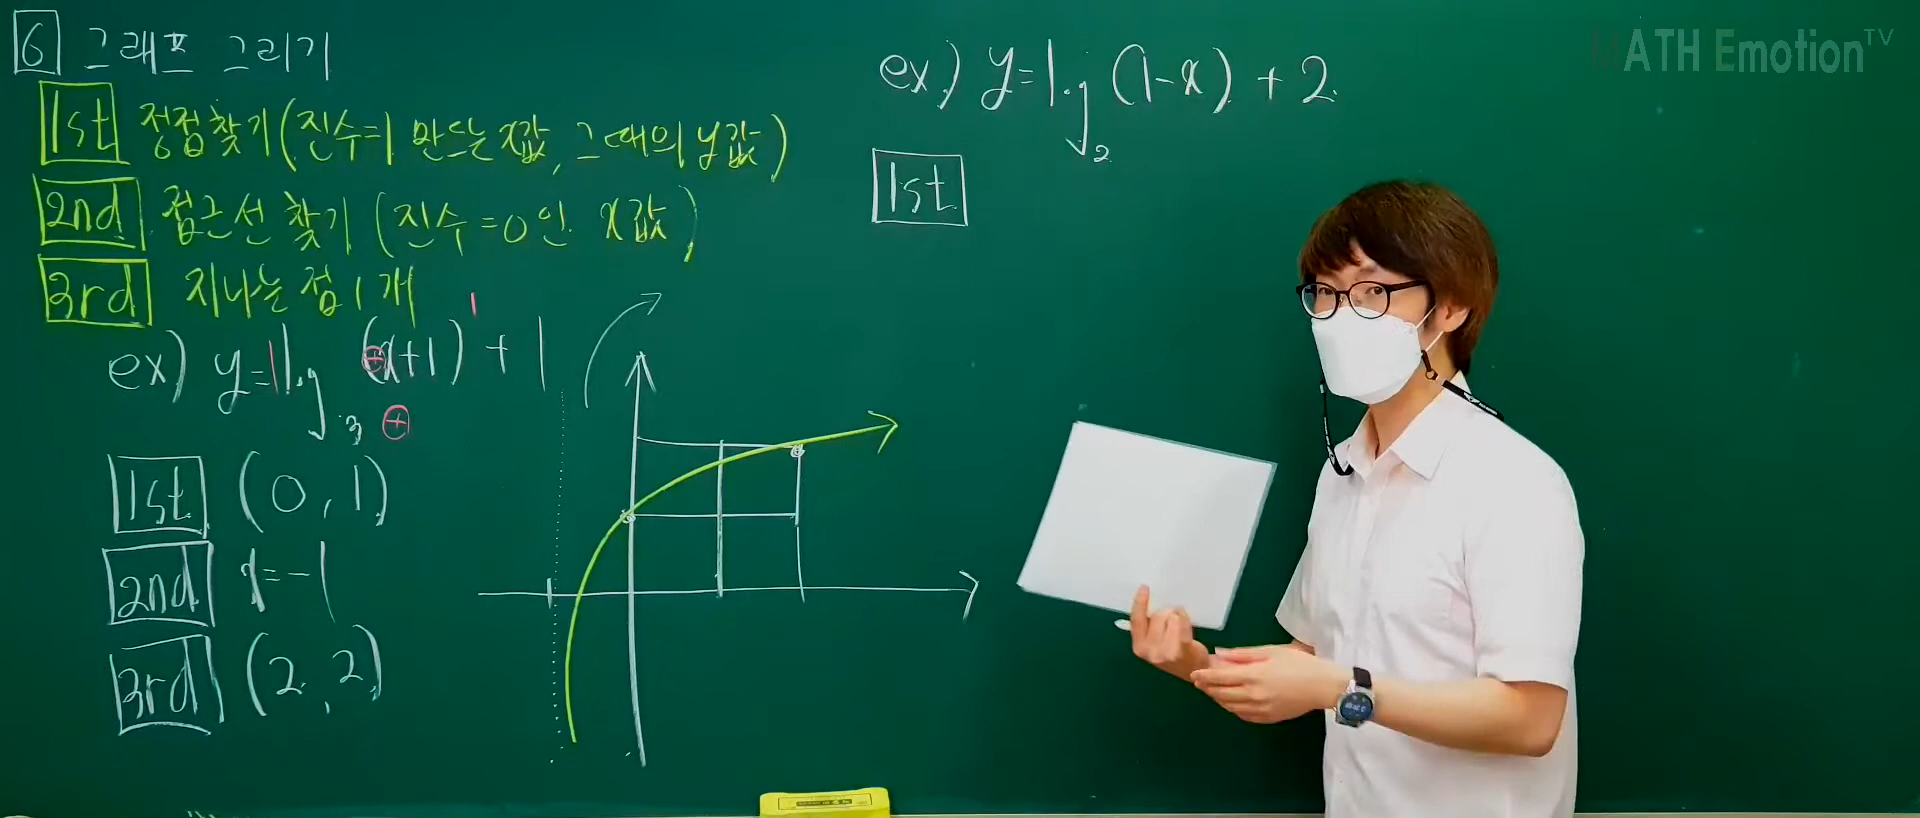 6 그래프 그리기
1st 정점찾기(진수=1 만드는 x값, 그때의 y값)
2nd 점근선 찾기 (진수=0인 x값)
3rd 지나는 점 1개
ex) y=log₃(x+1)+1
1
+
+
1st (0, 1)
2nd x=-1
3rd (2, 2)
MATH Emotion TV
ex) y=log₂(1-x)+2
1st